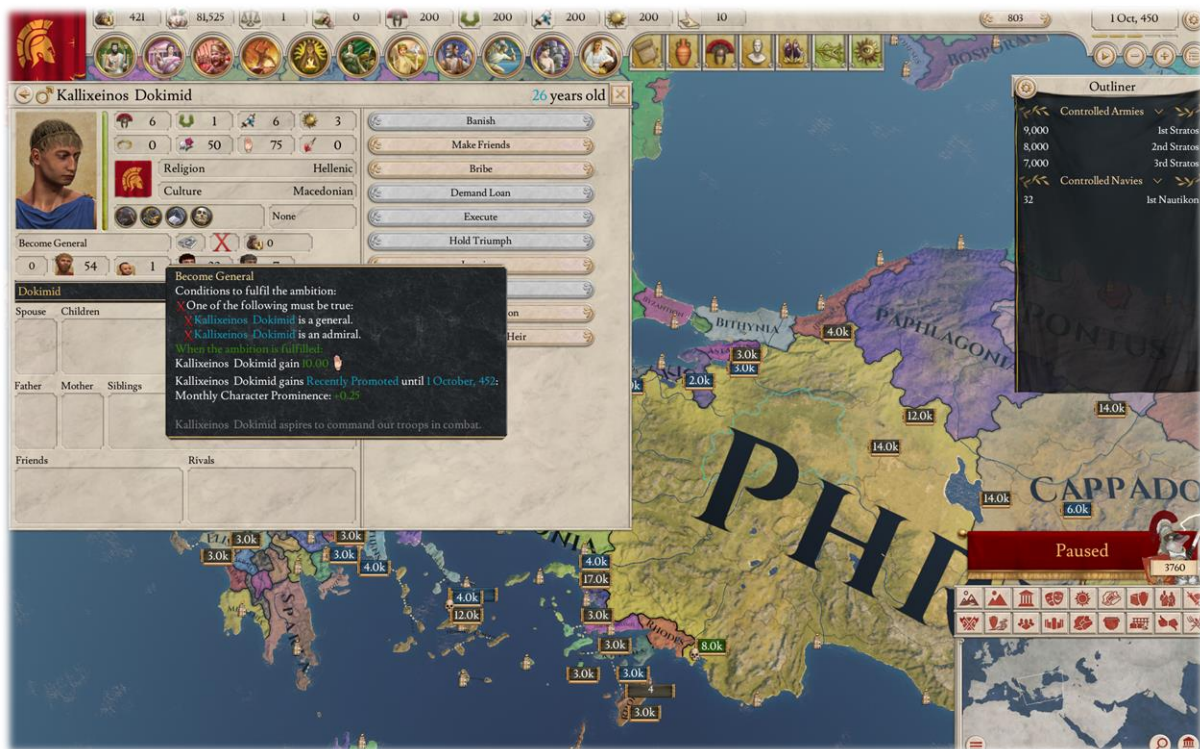 421
81,525
1
0
200
200
200
200
10
803
1 Oct, 450
Kallixeinos Dokimid
26 years old
6
1
6
3
0
50
75
0
Religion
Hellenic
Culture
Macedonian
None
Become General
0
0
54
1
Dokimid
Spouse
Children
Father
Mother
Siblings
Friends
Rivals
Banish
Make Friends
Bribe
Demand Loan
Execute
Hold Triumph
on
Heir
Become General
Conditions to fulfil the ambition:
One of the following must be true:
Kallixeinos Dokimid is a general.
Kallixeinos Dokimid is an admiral.
When the ambition is fulfilled:
Kallixeinos Dokimid gain 10.00
Kallixeinos Dokimid gains Recently Promoted until 1 October, 452:
Monthly Character Prominence: +0.25
Kallixeinos Dokimid aspires to command our troops in combat.
Outliner
Controlled Armies
9,000 1st Stratos
8,000 2nd Stratos
7,000 3rd Stratos
Controlled Navies
32 1st Nautikon
BOSPORA
BITHYNIA
PAPHLAGONI
ONTUS
4.0k
3.0k
3.0k
2.0k
12.0k
14.0k
14.0k
14.0k
CAPPADO
6.0k
PHR
Paused
3760
3.0k
3.0k
3.0k
3.0k
4.0k
4.0k
17.0k
4.0k
12.0k
3.0k
SPAR
RHODES
3.0k
8.0k
3.0k
3.0k
4
3.0k